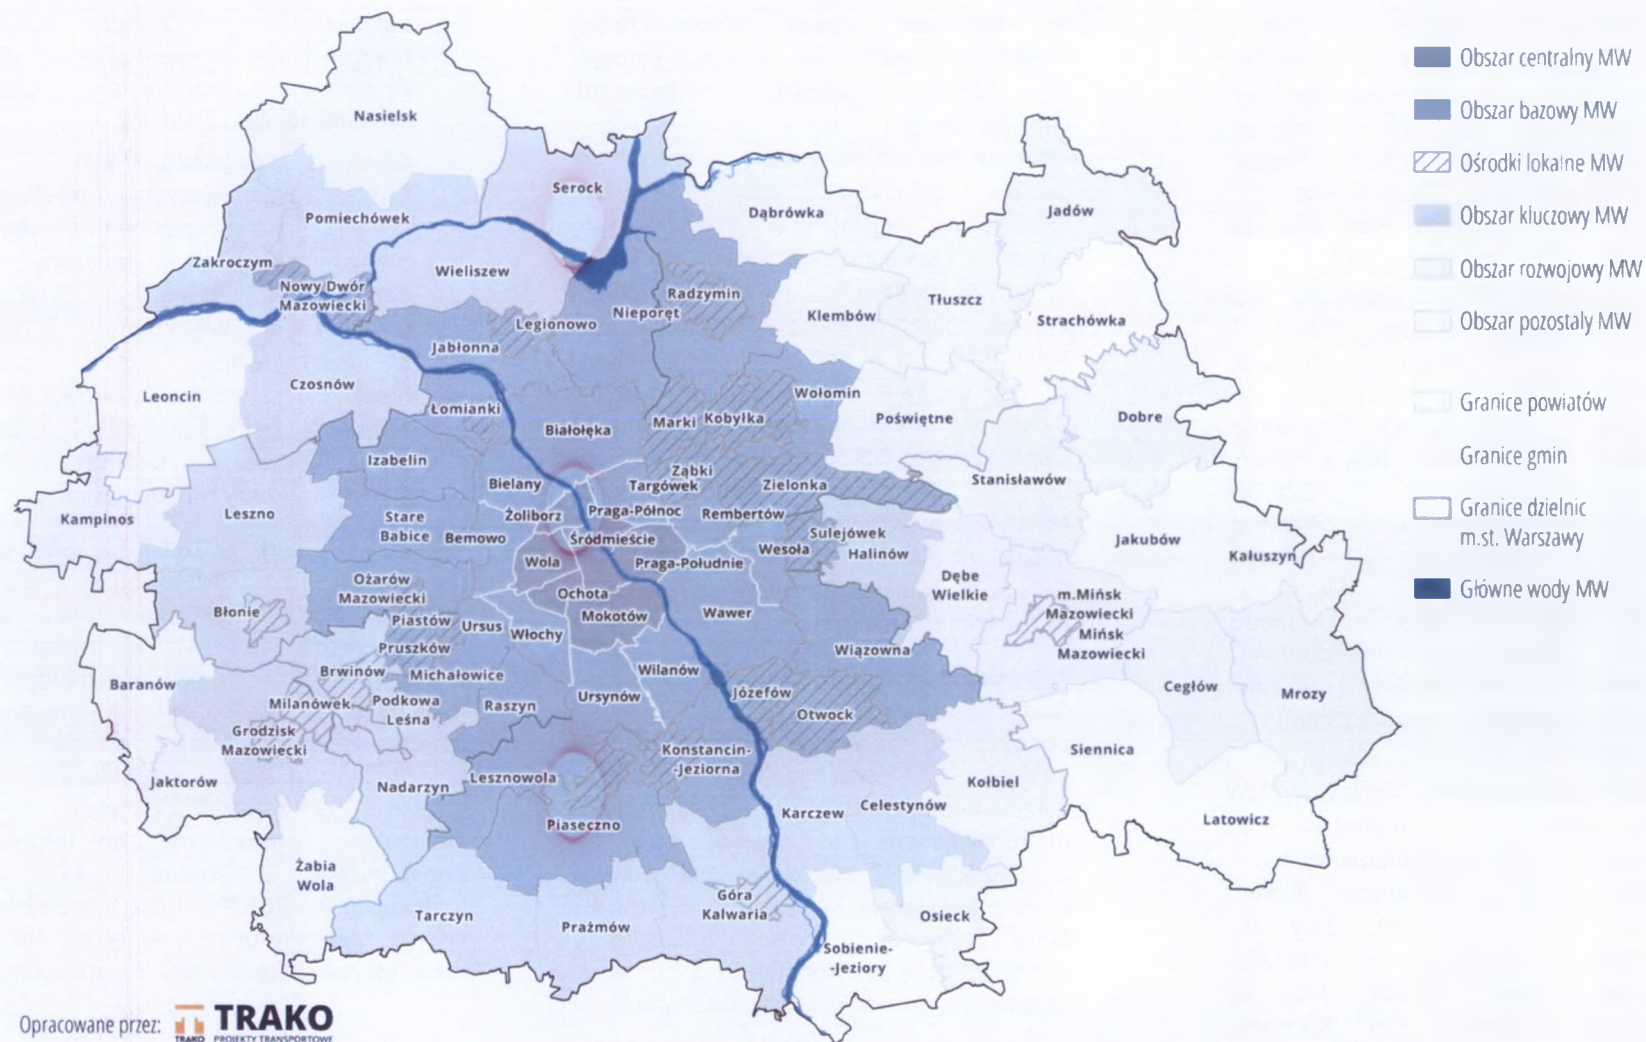 Obszar centralny MW
Obszar bazowy MW
Ośrodki lokalne MW
Obszar kluczowy MW
Obszar rozwojowy MW
Obszar pozostały MW
Granice powiatów
Granice gmin
Granice dzielnic
m.st. Warszawy
Główne wody MW
Nasielsk
Serock
Pomiechówek
Dąbrówka
Jadów
Zakroczym
Wieliszew
Nowy Dwór
Mazowiecki
Radzymin
Nieporęt
Tłuszcz
Legionowo
Klembów
Strachówka
Jabłonna
Czosnów
Leoncin
Wołomin
Łomianki
Marki
Kobyłka
Poświętne
Dobre
Białołęka
Izabelin
Ząbki
Targówek
Bielany
Zielonka
Stanisławów
Leszno
Kampinos
Stare
Babice
Żoliborz
Praga-Północ
Rembertów
Bemowo
Śródmieście
Sulejówek
Jakubów
Wesoła
Halinów
Kałuszyn
Wola
Praga-Południe
Ożarów
Mazowiecki
Ochota
Dębe
Wielkie
m.Mińsk
Mazowiecki
Błonie
Piastów
Ursus
Mokotów
Wawer
Włochy
Mińsk
Mazowiecki
Pruszków
Wiązowna
Brwinów
Michałowice
Wilanów
Baranów
Ursynów
Józefów
Cegłów
Mrozy
Milanówek
Podkowa
Leśna
Raszyn
Otwock
Grodzisk
Mazowiecki
Konstancin-
-Jeziorna
Siennica
Jaktorów
Nadarzyn
Lesznowola
Kołbiel
Karczew
Celestynów
Piaseczno
Latowicz
Żabia
Wola
Góra
Kalwaria
Tarczyn
Prażmów
Osieck
Sobienie-
-Jeziory
Opracowane przez:
TRAKO
TRAKO
PROJEKTY TRANSPORTOWE